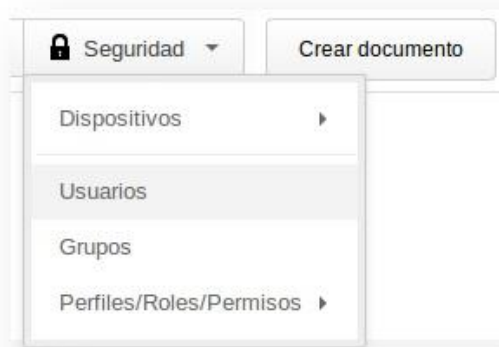 Seguridad
Crear documento
Dispositivos
Usuarios
Grupos
Perfiles/Roles/Permisos